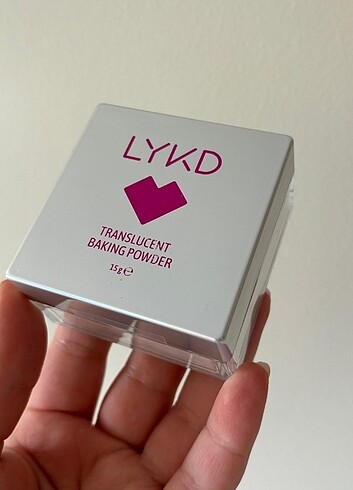 LYKD
TRANSLUCENT
BAKING POWDER
15g℮